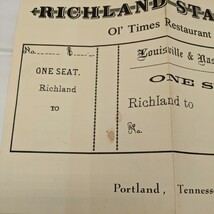 RICHLAND STA
Ol' Times Restaurant
No.
Louisville & Nas
ONE SEAT.
Richland
TO
ONE S
Richland to
No.
Portland, Tennesse